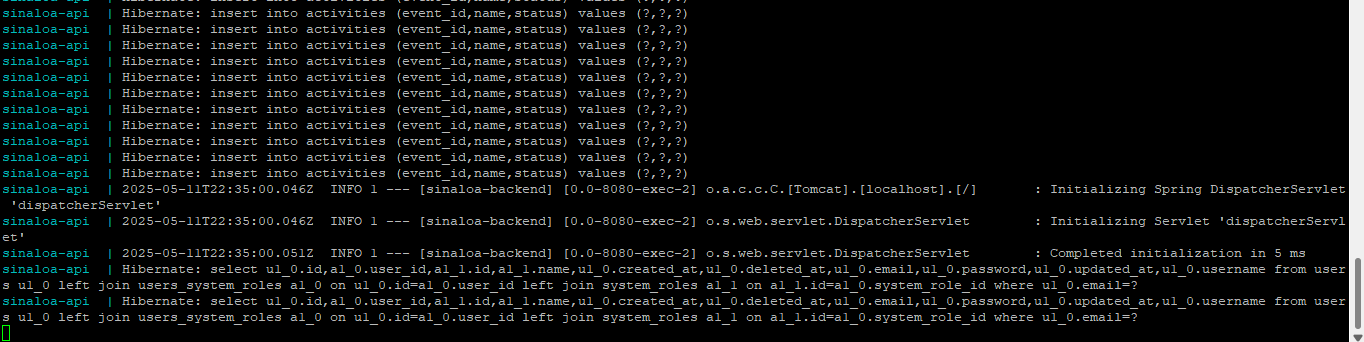 sinaloa-api  | Hibernate: insert into activities (event_id,name,status) values (?,?,?)
sinaloa-api  | Hibernate: insert into activities (event_id,name,status) values (?,?,?)
sinaloa-api  | Hibernate: insert into activities (event_id,name,status) values (?,?,?)
sinaloa-api  | Hibernate: insert into activities (event_id,name,status) values (?,?,?)
sinaloa-api  | Hibernate: insert into activities (event_id,name,status) values (?,?,?)
sinaloa-api  | Hibernate: insert into activities (event_id,name,status) values (?,?,?)
sinaloa-api  | Hibernate: insert into activities (event_id,name,status) values (?,?,?)
sinaloa-api  | Hibernate: insert into activities (event_id,name,status) values (?,?,?)
sinaloa-api  | Hibernate: insert into activities (event_id,name,status) values (?,?,?)
sinaloa-api  | Hibernate: insert into activities (event_id,name,status) values (?,?,?)
sinaloa-api  | Hibernate: insert into activities (event_id,name,status) values (?,?,?)
sinaloa-api  | 2025-05-11T22:35:00.046Z  INFO 1 --- [sinaloa-backend] [0.0-8080-exec-2] o.a.c.c.C.[Tomcat].[localhost].[/]       : Initializing Spring DispatcherServlet
 'dispatcherServlet'
sinaloa-api  | 2025-05-11T22:35:00.046Z  INFO 1 --- [sinaloa-backend] [0.0-8080-exec-2] o.s.web.servlet.DispatcherServlet        : Initializing Servlet 'dispatcherServl
et'
sinaloa-api  | 2025-05-11T22:35:00.051Z  INFO 1 --- [sinaloa-backend] [0.0-8080-exec-2] o.s.web.servlet.DispatcherServlet        : Completed initialization in 5 ms
sinaloa-api  | Hibernate: select u1_0.id,a1_0.user_id,a1_1.id,a1_1.name,u1_0.created_at,u1_0.deleted_at,u1_0.email,u1_0.password,u1_0.updated_at,u1_0.username from user
s u1_0 left join users_system_roles a1_0 on u1_0.id=a1_0.user_id left join system_roles a1_1 on a1_1.id=a1_0.system_role_id where u1_0.email=?
sinaloa-api  | Hibernate: select u1_0.id,a1_0.user_id,a1_1.id,a1_1.name,u1_0.created_at,u1_0.deleted_at,u1_0.email,u1_0.password,u1_0.updated_at,u1_0.username from user
s u1_0 left join users_system_roles a1_0 on u1_0.id=a1_0.user_id left join system_roles a1_1 on a1_1.id=a1_0.system_role_id where u1_0.email=?